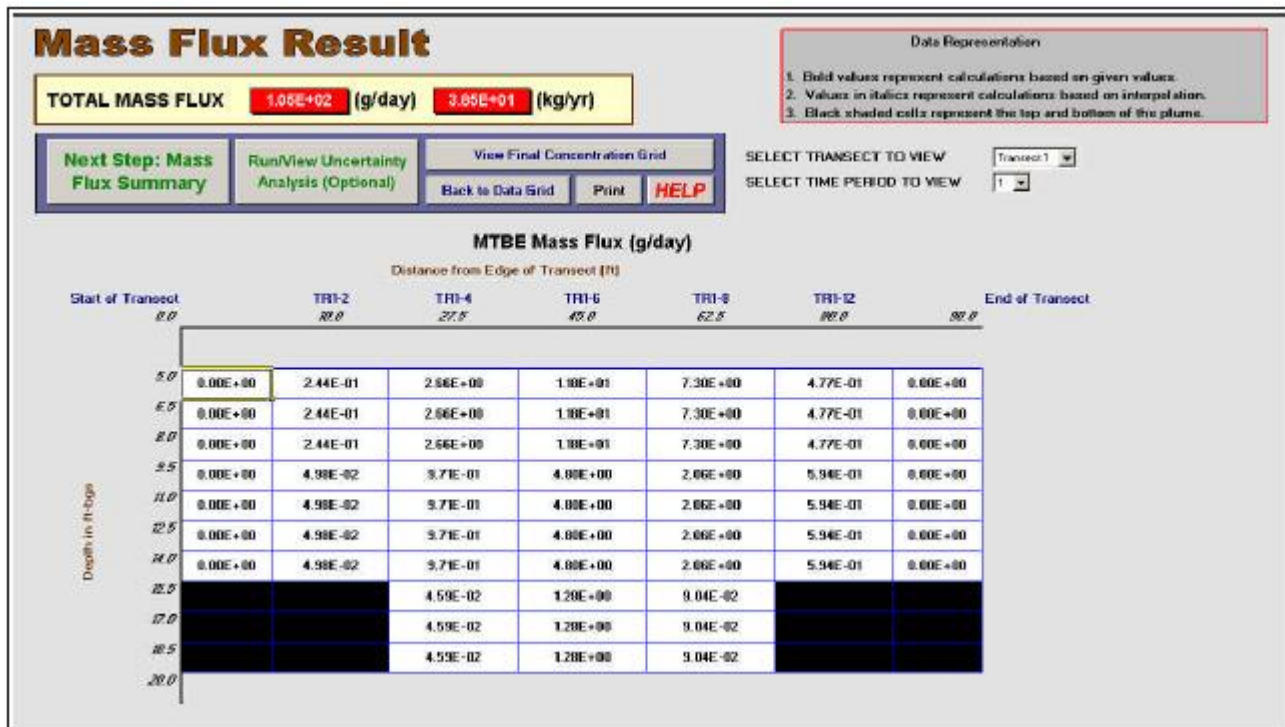 Mass Flux Result
TOTAL MASS FLUX 1.05E+02 (g/day) 3.85E+01 (kg/yr)
Data Representation
1. Bold values represent calculations based on given values.
2. Values in italics represent calculations based on interpolation.
3. Black shaded cells represent the top and bottom of the plume.
Next Step: Mass
Flux Summary
Run/View Uncertainty
Analysis (Optional)
View Final Concentration Grid
Back to Data Grid Print HELP
SELECT TRANSECT TO VIEW Transect 1
SELECT TIME PERIOD TO VIEW 1
MTBE Mass Flux (g/day)
Distance from Edge of Transect (ft)
Start of Transect TR1-2 TR1-4 TR1-6 TR1-8 TR1-12 End of Transect
0.0 10.0 27.5 45.0 62.5 80.0 90.0
Depth in ft-bgs
5.0
0.00E+00 2.44E-01 2.66E+00 1.18E+01 7.30E+00 4.77E-01 0.00E+00
6.5
0.00E+00 2.44E-01 2.66E+00 1.18E+01 7.30E+00 4.77E-01 0.00E+00
8.0
0.00E+00 2.44E-01 2.66E+00 1.18E+01 7.30E+00 4.77E-01 0.00E+00
9.5
0.00E+00 4.98E-02 9.71E-01 4.80E+00 2.06E+00 5.94E-01 0.00E+00
11.0
0.00E+00 4.98E-02 9.71E-01 4.80E+00 2.06E+00 5.94E-01 0.00E+00
12.5
0.00E+00 4.98E-02 9.71E-01 4.80E+00 2.06E+00 5.94E-01 0.00E+00
14.0
0.00E+00 4.98E-02 9.71E-01 4.80E+00 2.06E+00 5.94E-01 0.00E+00
15.5
4.59E-02 1.28E+00 9.04E-02
17.0
4.59E-02 1.28E+00 9.04E-02
18.5
4.59E-02 1.28E+00 9.04E-02
20.0